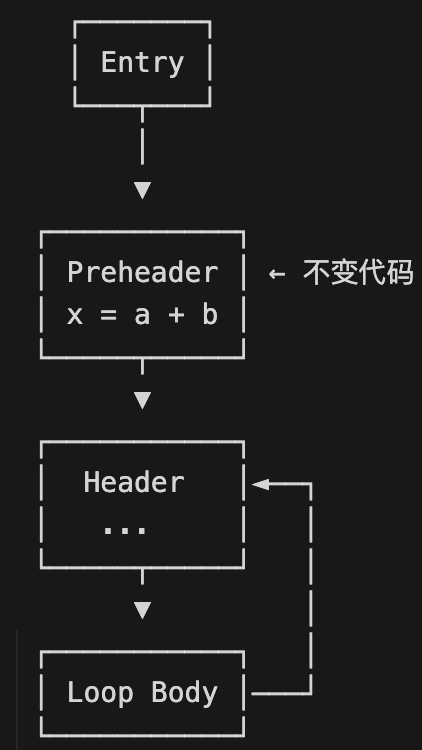 Entry
Preheader ← 不变代码
x = a + b
Header
...
Loop Body